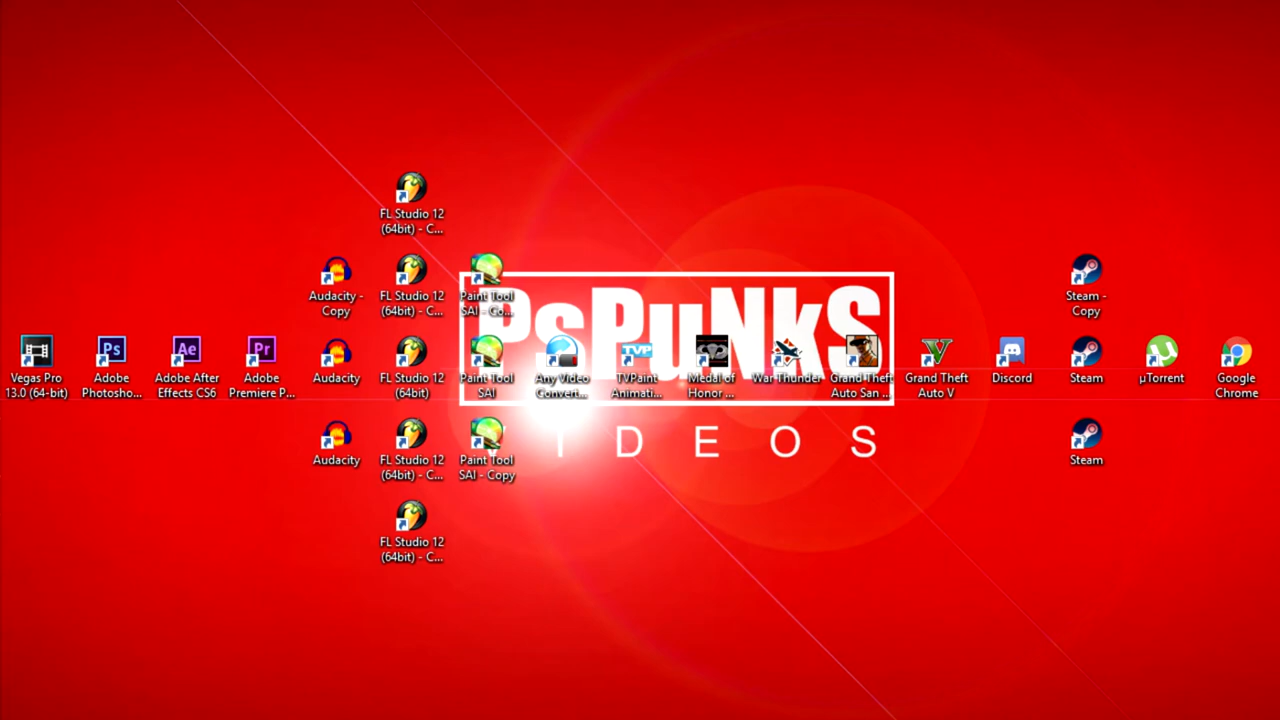 FL Studio 12
(64bit) - C...
Audacity -
Copy
FL Studio 12
(64bit) - C...
Paint Tool
SAI - Co...
Steam -
Copy
PsPuNkS
Vegas Pro
13.0 (64-bit)
Ps
Adobe
Photosho...
Ae
Adobe After
Effects CS6
Pr
Adobe
Premiere P...
Audacity
FL Studio 12
(64bit)
Paint Tool
SAI
Any Video
Convert...
TVP
TVPaint
Animati...
Medal of
Honor ...
War Thunder
Grand Theft
Auto San ...
V
Grand Theft
Auto V
Discord
Steam
µTorrent
Google
Chrome
VIDEOS
Audacity
FL Studio 12
(64bit) - C...
Paint Tool
SAI - Copy
Steam
FL Studio 12
(64bit) - C...